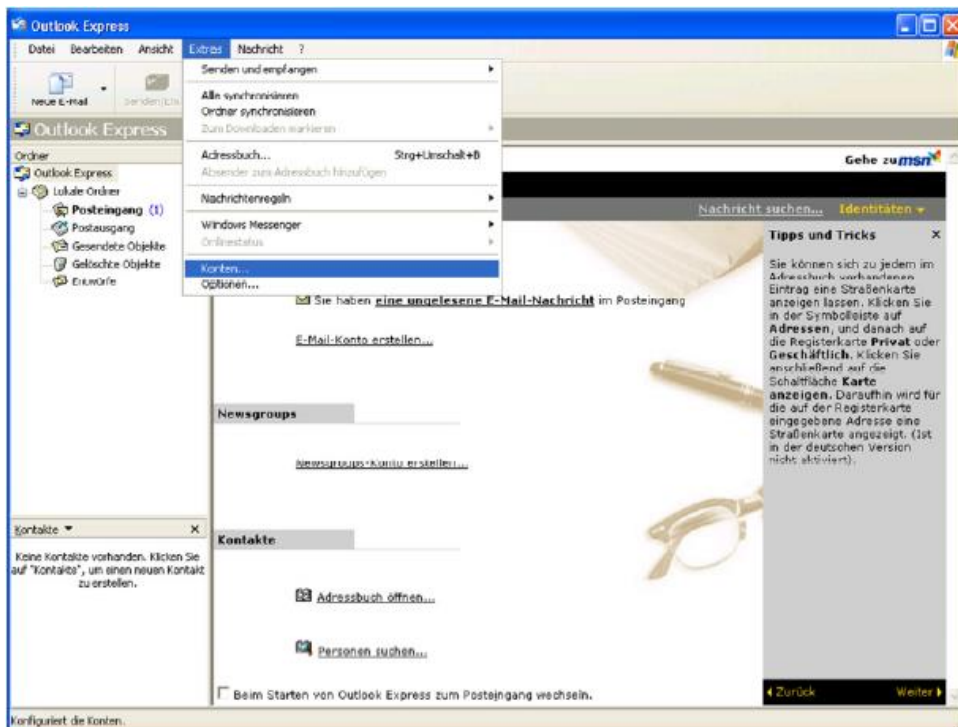 Outlook Express
Datei Bearbeiten Ansicht Extras Nachricht ?
Neue E-Mail
Senden und empfangen
Alle synchronisieren
Ordner synchronisieren
Zum Downloaden markieren
Adressbuch... Strg+Umschalt+B
Absender zum Adressbuch hinzufügen
Nachrichtenregeln
Windows Messenger
Onlinestatus
Konten...
Optionen...
Outlook Express
Ordner
Outlook Express
Lokale Ordner
Posteingang (1)
Postausgang
Gesendete Objekte
Gelöschte Objekte
Entwürfe
Kontakte
Keine Kontakte vorhanden. Klicken Sie
auf "Kontakte", um einen neuen Kontakt
zu erstellen.
Gehe zu msn
Nachricht suchen... Identitäten
Sie haben eine ungelesene E-Mail-Nachricht im Posteingang
E-Mail-Konto erstellen...
Newsgroups
Newsgroups-Konto erstellen...
Kontakte
Adressbuch öffnen...
Personen suchen...
Beim Starten von Outlook Express zum Posteingang wechseln.
Tipps und Tricks X
Sie können sich zu jedem im
Adressbuch vorhandenen
Eintrag eine Straßenkarte
anzeigen lassen. Klicken Sie
in der Symbolleiste auf
Adressen, und danach auf
die Registerkarte Privat oder
Geschäftlich. Klicken Sie
anschließend auf die
Schaltfläche Karte
anzeigen. Daraufhin wird für
die auf der Registerkarte
eingegebene Adresse eine
Straßenkarte angezeigt. (Ist
in der deutschen Version
nicht aktiviert).
Zurück Weiter
Konfiguriert die Konten.